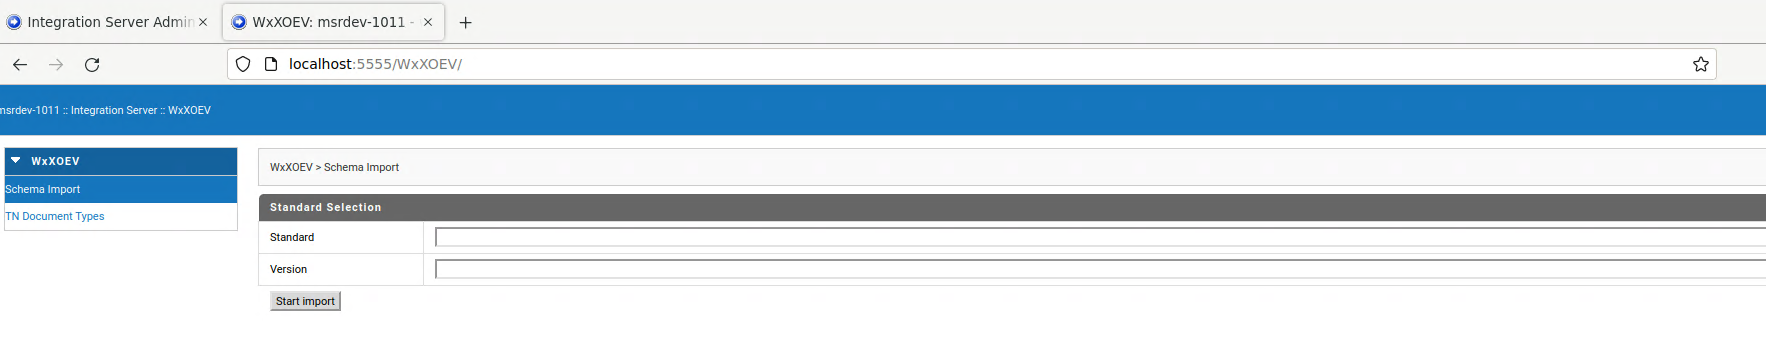 Integration Server Admin
WxXOEV: msrdev-1011 -
localhost:5555/WxXOEV/
msrdev-1011 :: Integration Server :: WxXOEV
WxXOEV
Schema Import
TN Document Types
WxXOEV > Schema Import
Standard Selection
Standard
Version
Start import